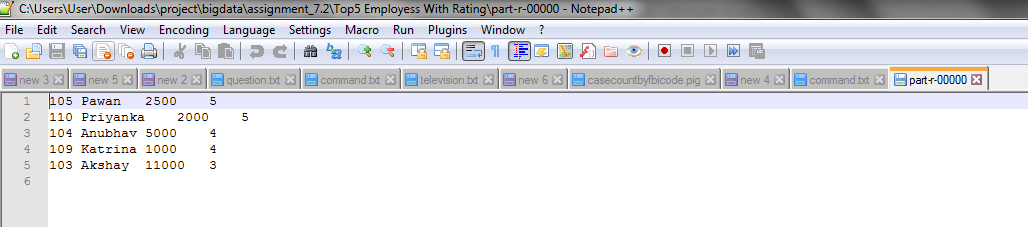 C:\Users\User\Downloads\project\bigdata\assignment_7.2\Top5 Employess With Rating\part-r-00000 - Notepad++
File Edit Search View Encoding Language Settings Macro Run Plugins Window ?
new 3 new 5 new 2 question.txt command.txt television.txt new 6 casecountbyfbicode.pig new 4 command.txt part-r-00000
1 105 Pawan 2500 5
2 110 Priyanka 2000 5
3 104 Anubhav 5000 4
4 109 Katrina 1000 4
5 103 Akshay 11000 3
6